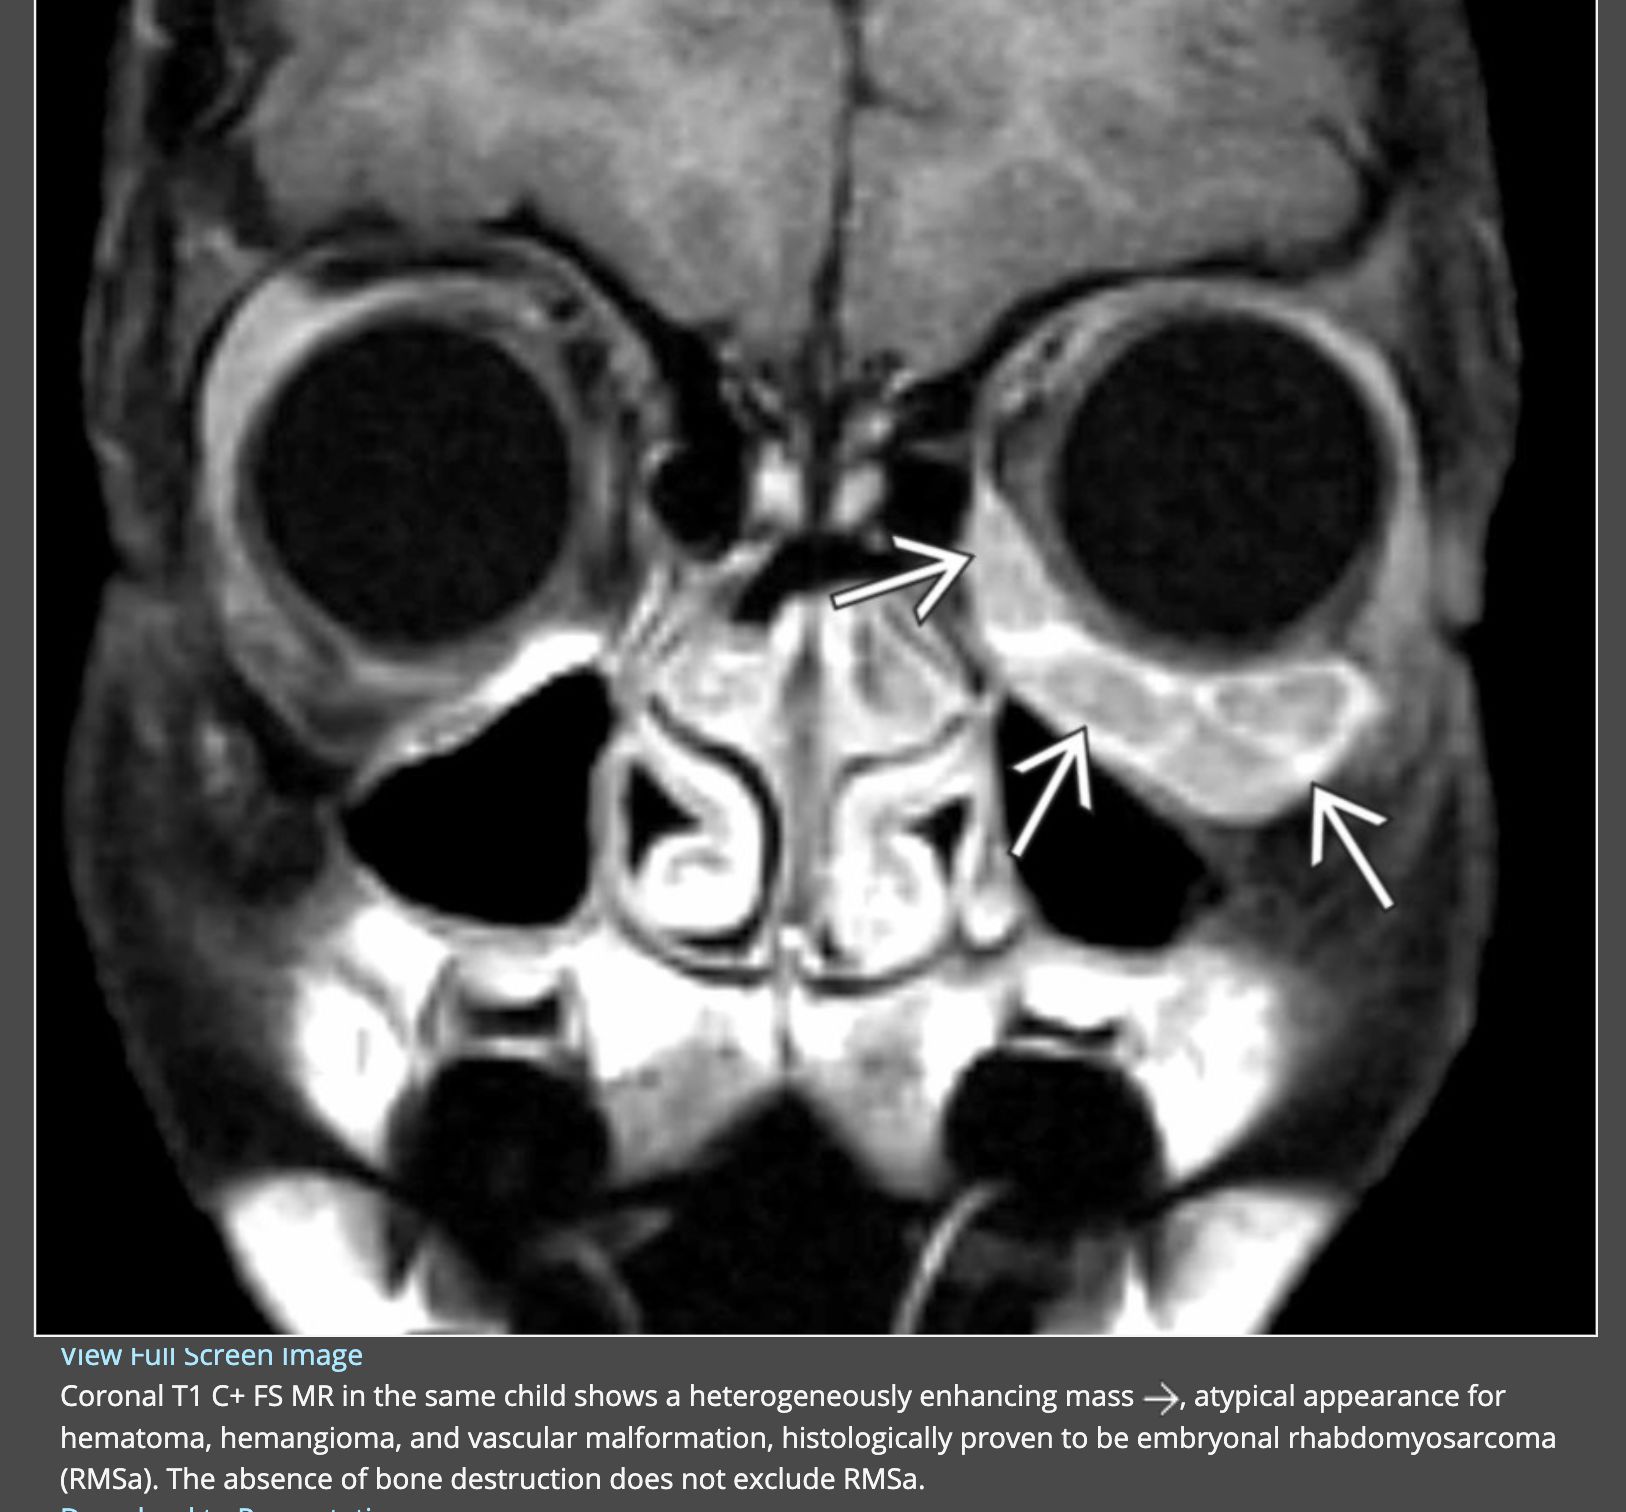 View Full Screen Image
Coronal T1 C+ FS MR in the same child shows a heterogeneously enhancing mass →, atypical appearance for
hematoma, hemangioma, and vascular malformation, histologically proven to be embryonal rhabdomyosarcoma
(RMSa). The absence of bone destruction does not exclude RMSa.